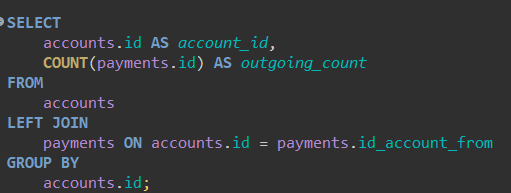 SELECT
    accounts.id AS account_id,
    COUNT(payments.id) AS outgoing_count
FROM
    accounts
LEFT JOIN
    payments ON accounts.id = payments.id_account_from
GROUP BY
    accounts.id;